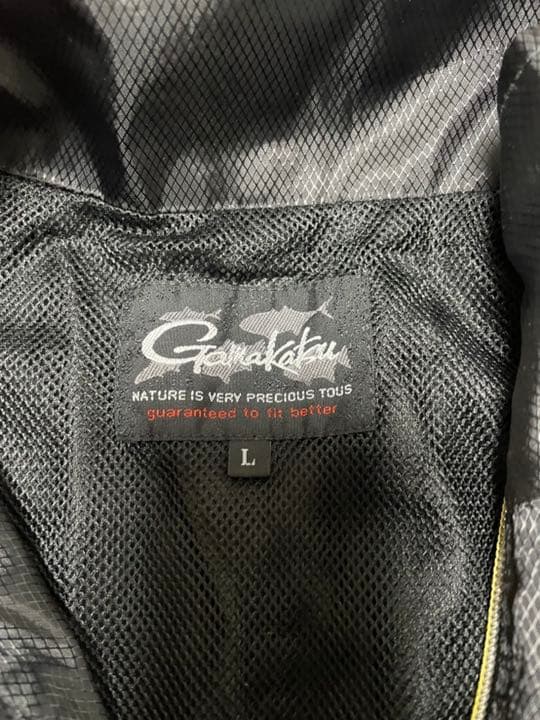 Gamakatsu
NATURE IS VERY PRECIOUS TOUS
guaranteed to fit better
L